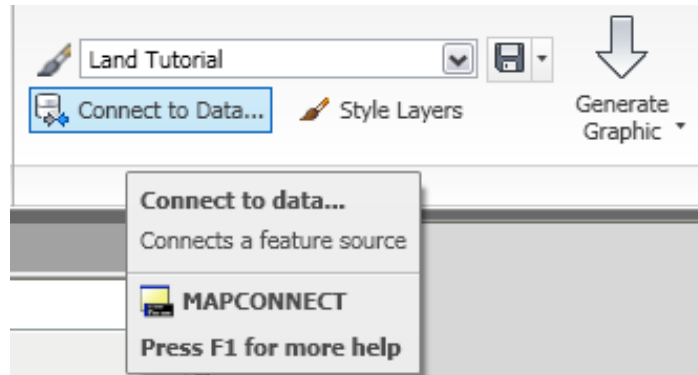 Land Tutorial
Connect to Data...
Style Layers
Generate
Graphic
Connect to data...
Connects a feature source
MAPCONNECT
Press F1 for more help